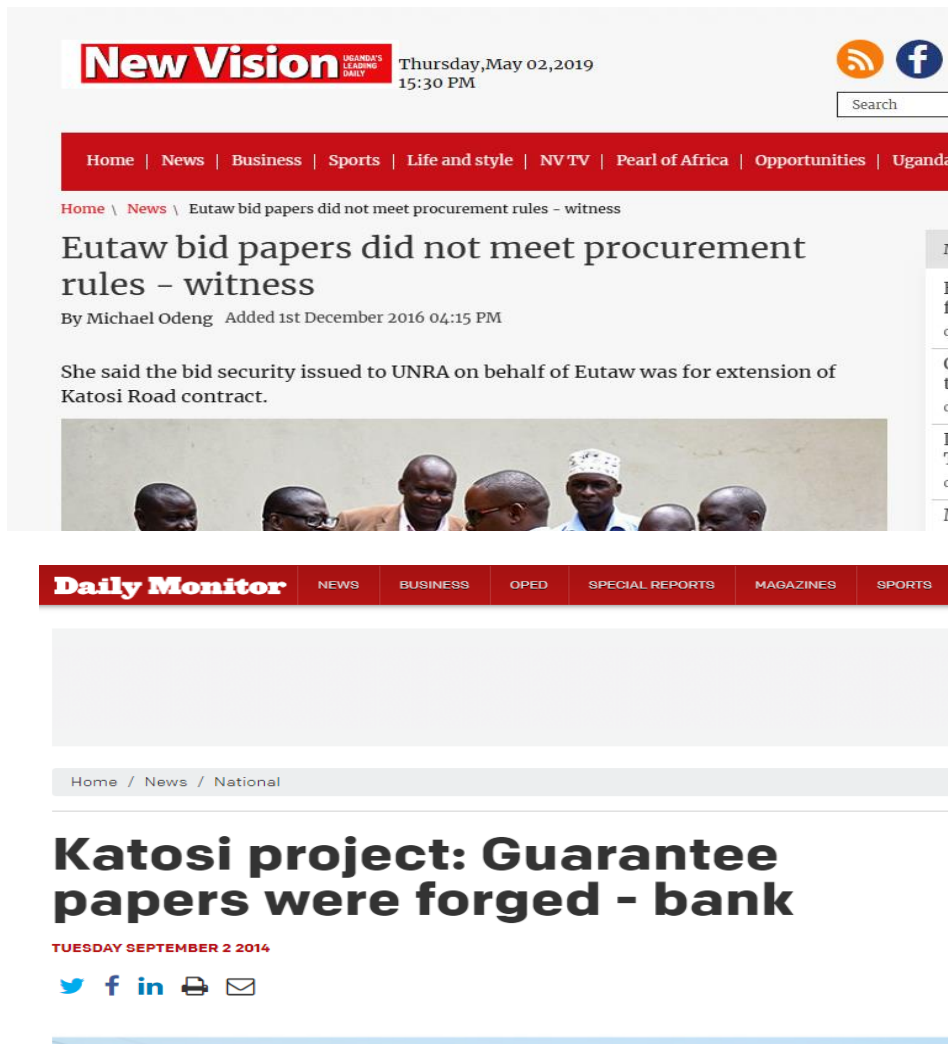 New Vision UGANDA'S LEADING DAILY
Thursday,May 02,2019
15:30 PM
Search
Home | News | Business | Sports | Life and style | NV TV | Pearl of Africa | Opportunities | Uganda
Home \ News \ Eutaw bid papers did not meet procurement rules – witness
Eutaw bid papers did not meet procurement
rules – witness
By Michael Odeng Added 1st December 2016 04:15 PM
She said the bid security issued to UNRA on behalf of Eutaw was for extension of
Katosi Road contract.
Daily Monitor NEWS BUSINESS OPED SPECIAL REPORTS MAGAZINES SPORTS
Home / News / National
Katosi project: Guarantee
papers were forged - bank
TUESDAY SEPTEMBER 2 2014